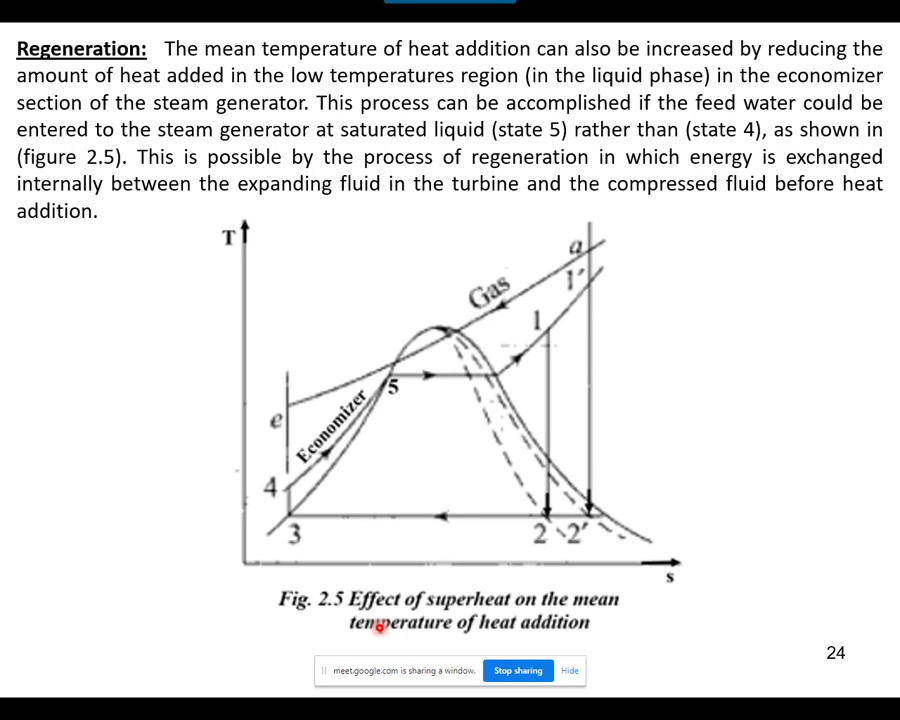 Regeneration: The mean temperature of heat addition can also be increased by reducing the
amount of heat added in the low temperatures region (in the liquid phase) in the economizer
section of the steam generator. This process can be accomplished if the feed water could be
entered to the steam generator at saturated liquid (state 5) rather than (state 4), as shown in
(figure 2.5). This is possible by the process of regeneration in which energy is exchanged
internally between the expanding fluid in the turbine and the compressed fluid before heat
addition.
T
a
1'
Gas
1
5
e
Economizer
4
3
2
2'
s
Fig. 2.5 Effect of superheat on the mean
temperature of heat addition
24
meet.google.com is sharing a window.
Stop sharing
Hide